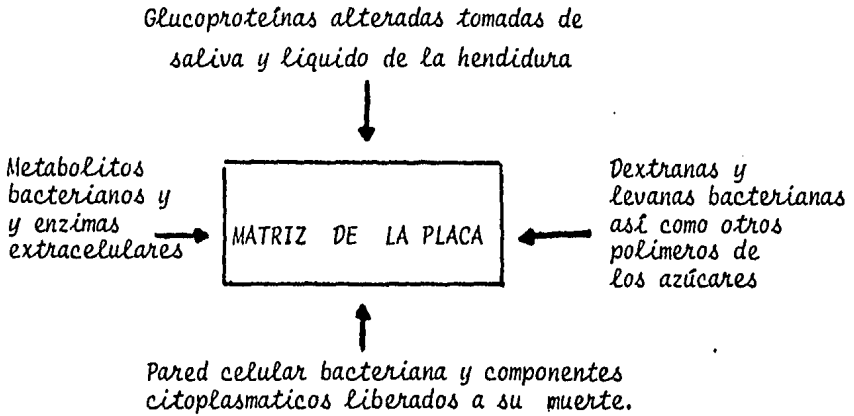 Glucoproteínas alteradas tomadas de
saliva y liquido de la hendidura
Metabolitos
bacterianos y
y enzimas
extracelulares
MATRIZ DE LA PLACA
Dextranas y
levanas bacterianas
así como otros
polimeros de
los azúcares
Pared celular bacteriana y componentes
citoplasmaticos liberados a su muerte.